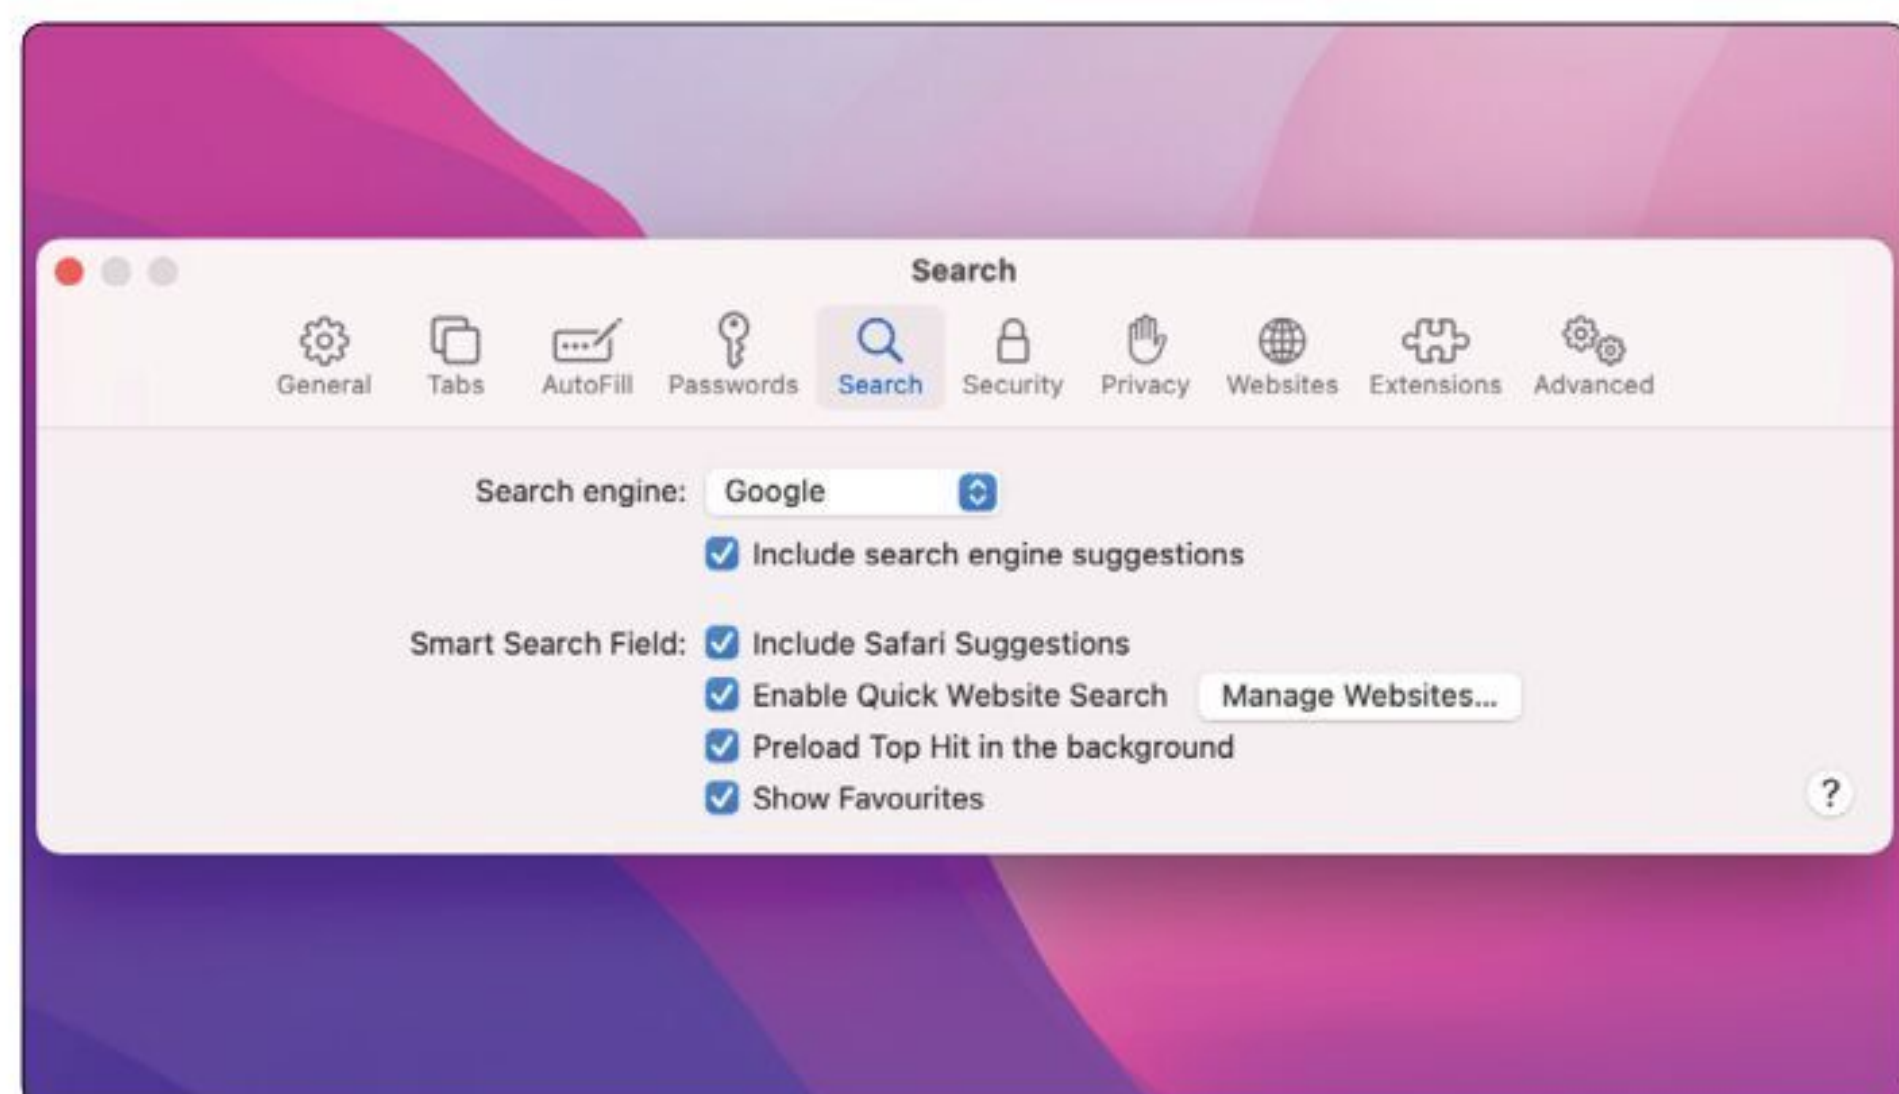 Search
General Tabs AutoFill Passwords Search Security Privacy Websites Extensions Advanced
Search engine: Google
Include search engine suggestions
Smart Search Field: Include Safari Suggestions
Enable Quick Website Search Manage Websites...
Preload Top Hit in the background
Show Favourites
?